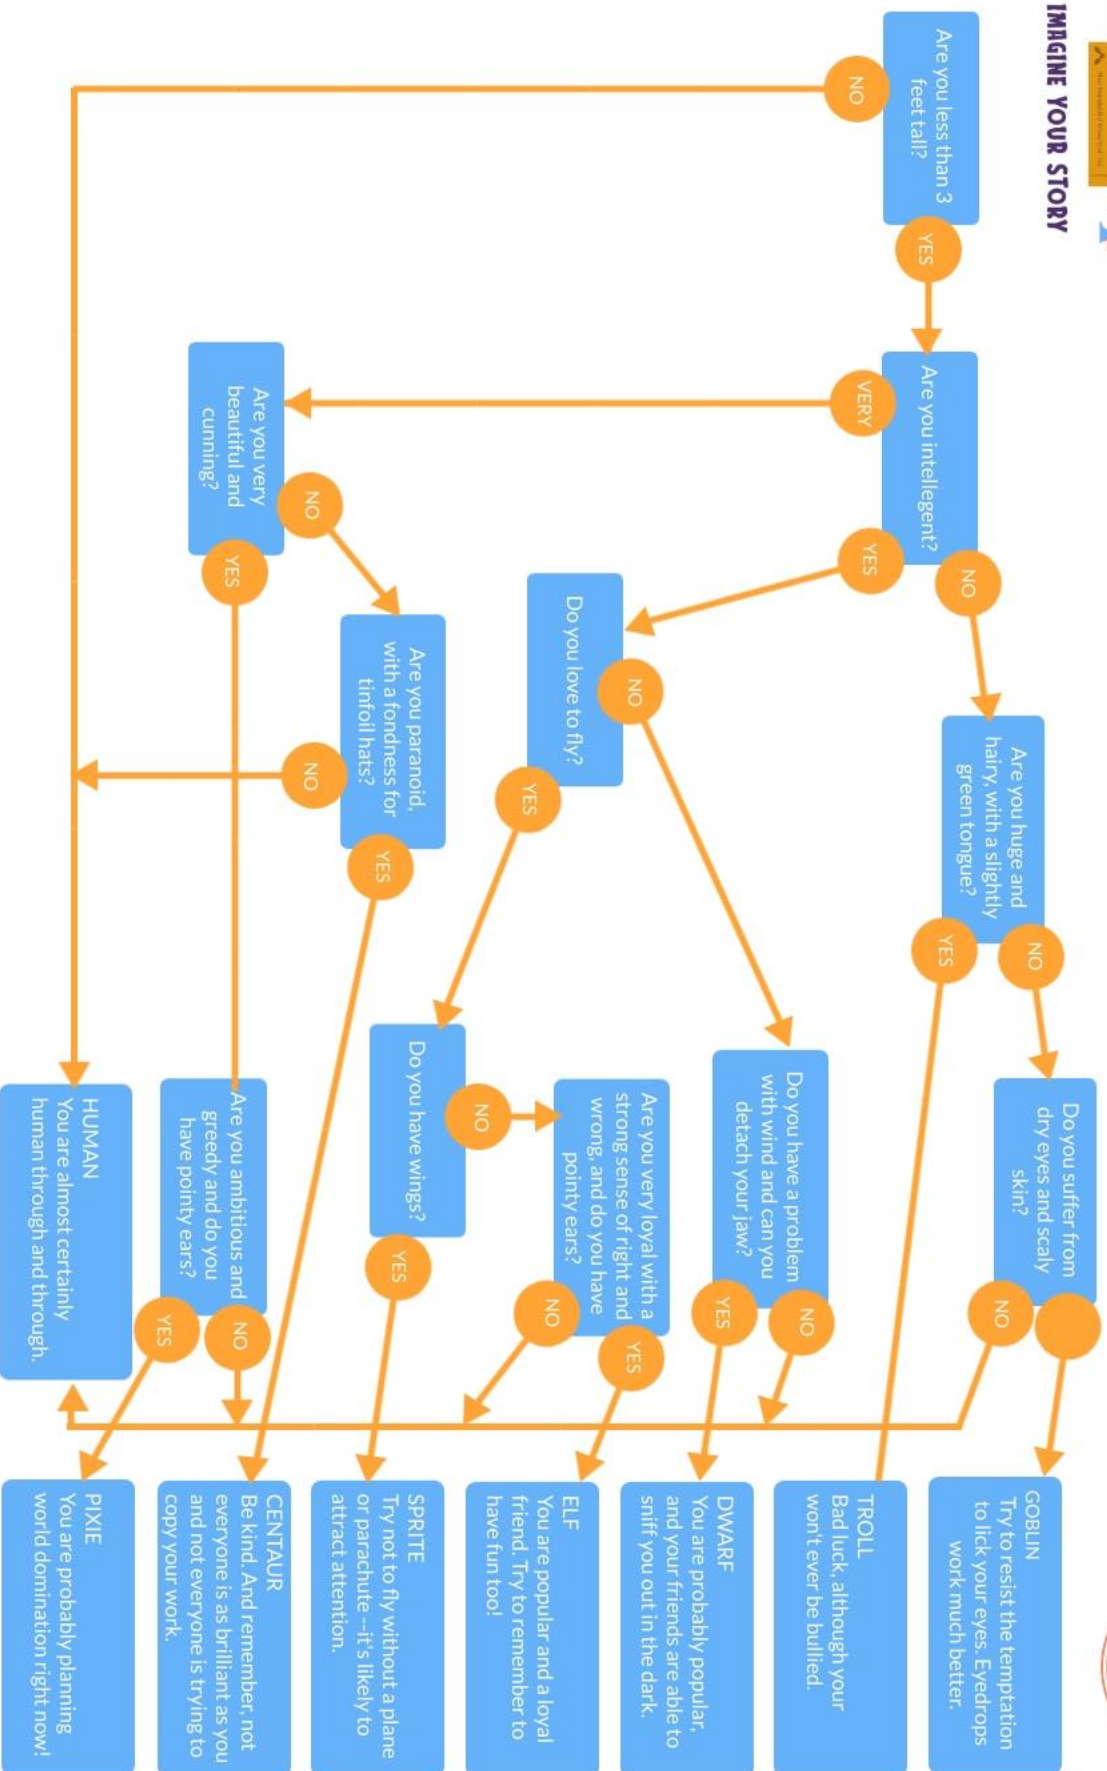 IMAGINE YOUR STORY
Are you less than 3
feet tall?
NO
YES
Are you intellegent?
VERY
YES
NO
Are you huge and
hairy, with a slightly
green tongue?
YES
NO
Do you suffer from
dry eyes and scaly
skin?
NO
GOBLIN
Try to resist the temptation
to lick your eyes. Eyedrops
work much better.
TROLL
Bad luck, although your
won't ever be bullied.
Do you love to fly?
NO
YES
Do you have a problem
with wind and can you
detach your jaw?
YES
NO
DWARF
You are probably popular,
and your friends are able to
sniff you out in the dark.
Are you very loyal with a
strong sense of right and
wrong, and do you have
pointy ears?
NO
YES
ELF
You are popular and a loyal
friend. Try to remember to
have fun too!
Do you have wings?
NO
YES
SPRITE
Try not to fly without a plane
or parachute --it's likely to
attract attention.
Are you very
beautiful and
cunning?
NO
YES
Are you paranoid,
with a fondness for
tinfoil hats?
NO
YES
CENTAUR
Be kind. And remember, not
everyone is as brilliant as you
and not everyone is trying to
copy your work.
Are you ambitious and
greedy and do you
have pointy ears?
YES
NO
PIXIE
You are probably planning
world domination right now!
HUMAN
You are almost certainly
human through and through.